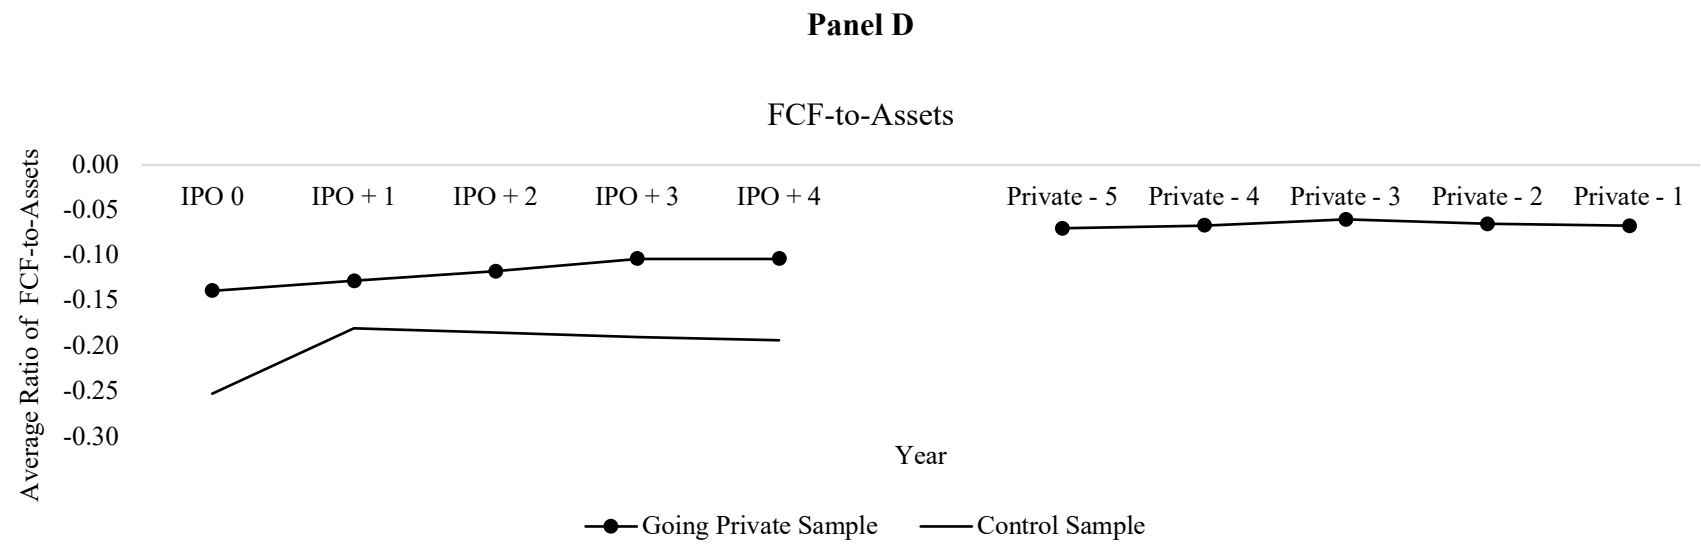 Panel D
FCF-to-Assets
Average Ratio of FCF-to-Assets
0.00
-0.05
-0.10
-0.15
-0.20
-0.25
-0.30
IPO 0 IPO + 1 IPO + 2 IPO + 3 IPO + 4 Private - 5 Private - 4 Private - 3 Private - 2 Private - 1
Year
Going Private Sample Control Sample